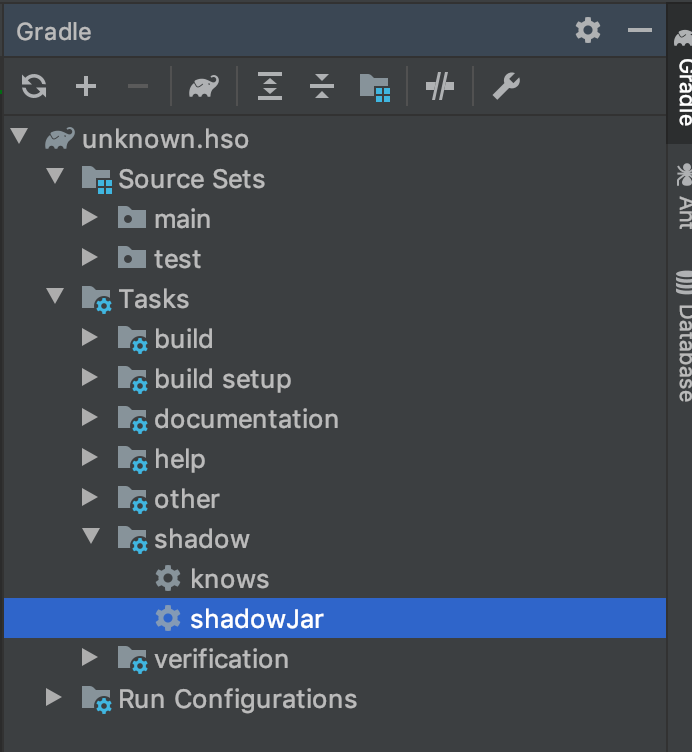 Gradle
unknown.hso
Source Sets
main
test
Tasks
build
build setup
documentation
help
other
shadow
knows
shadowJar
verification
Run Configurations
Gradle
Ant
Database